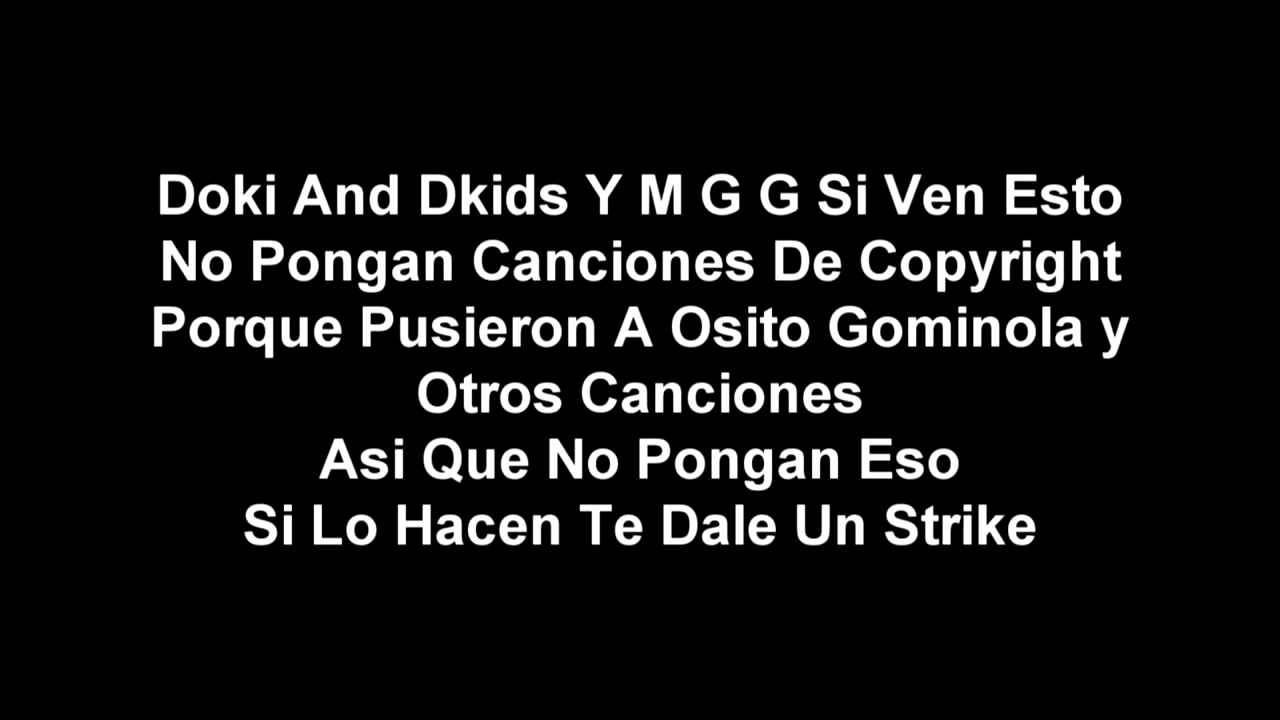 Doki And Dkids Y M G G Si Ven Esto
No Pongan Canciones De Copyright
Porque Pusieron A Osito Gominola y
Otros Canciones
Asi Que No Pongan Eso
Si Lo Hacen Te Dale Un Strike